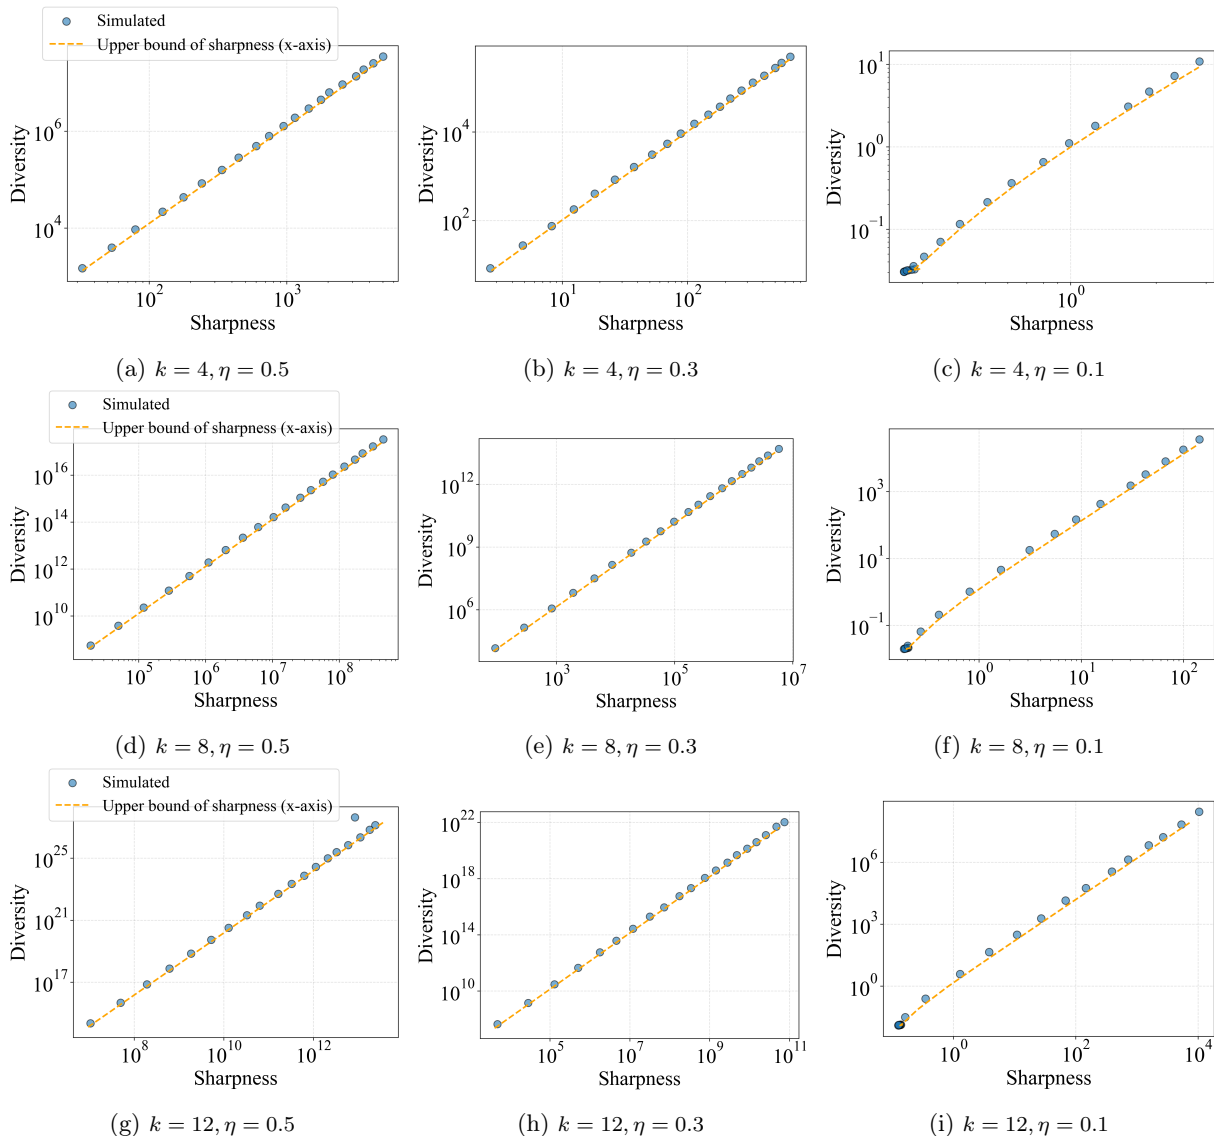 Simulated
Upper bound of sharpness (x-axis)
Diversity
10^6
10^4
10^2
10^3
Sharpness
(a) k = 4, η = 0.5
Diversity
10^4
10^2
10^1
10^2
Sharpness
(b) k = 4, η = 0.3
Diversity
10^1
10^0
10^−1
10^0
Sharpness
(c) k = 4, η = 0.1
Simulated
Upper bound of sharpness (x-axis)
Diversity
10^16
10^14
10^12
10^10
10^5
10^6
10^7
10^8
Sharpness
(d) k = 8, η = 0.5
Diversity
10^12
10^9
10^6
10^3
10^5
10^7
Sharpness
(e) k = 8, η = 0.3
Diversity
10^3
10^1
10^−1
10^0
10^1
10^2
Sharpness
(f) k = 8, η = 0.1
Simulated
Upper bound of sharpness (x-axis)
Diversity
10^25
10^21
10^17
10^8
10^10
10^12
Sharpness
(g) k = 12, η = 0.5
Diversity
10^22
10^18
10^14
10^10
10^5
10^7
10^9
10^11
Sharpness
(h) k = 12, η = 0.3
Diversity
10^6
10^3
10^0
10^0
10^2
10^4
Sharpness
(i) k = 12, η = 0.1